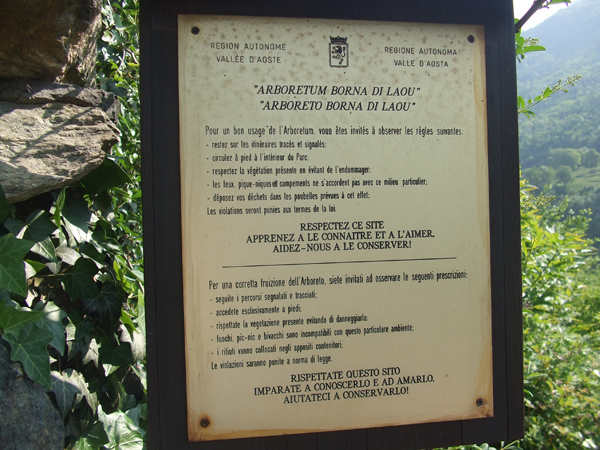 REGION AUTONOME
VALLÉE D'AOSTE
REGIONE AUTONOMA
VALLE D'AOSTA
"ARBORETUM BORNA DI LAOU"
"ARBORETO BORNA DI LAOU"
Pour un bon usage de l'Arboretum, vous êtes invités à observer les règles suivantes:
- restez sur les itinéraires tracés et signalés;
- circulez à pied à l'intérieur du Parc;
- respectez la végétation présente en évitant de l'endommager;
- les feux, pique-niques et campements ne s'accordent pas avec ce milieu particulier;
- déposez vos déchets dans les poubelles prévues à cet effet;
Les violations seront punies aux termes de la loi.
RESPECTEZ CE SITE
APPRENEZ A LE CONNAITRE ET A L'AIMER.
AIDEZ-NOUS A LE CONSERVER!
Per una corretta fruizione dell'Arboreto, siete invitati ad osservare le seguenti prescrizioni:
- seguite i percorsi segnalati e tracciati;
- accedete esclusivamente a piedi;
- rispettate la vegetazione presente evitando di danneggiarla;
- fuochi, pic-nic e bivacchi sono incompatibili con questo particolare ambiente;
- i rifiuti vanno collocati negli appositi contenitori;
Le violazioni saranno punite a norma di legge.
RISPETTATE QUESTO SITO
IMPARATE A CONOSCERLO E AD AMARLO.
AIUTATECI A CONSERVARLO!